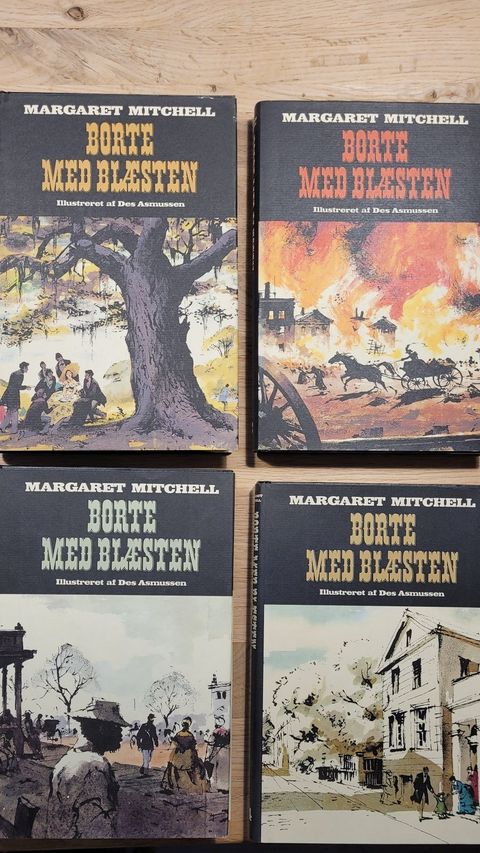 MARGARET MITCHELL
BORTE
MED BLÆSTEN
Illustreret af Des Asmussen
MARGARET MITCHELL
BORTE
MED BLÆSTEN
Illustreret af Des Asmussen
MARGARET MITCHELL
BORTE
MED BLÆSTEN
Illustreret af Des Asmussen
MARGARET MITCHELL
BORTE
MED BLÆSTEN
Illustreret af Des Asmussen